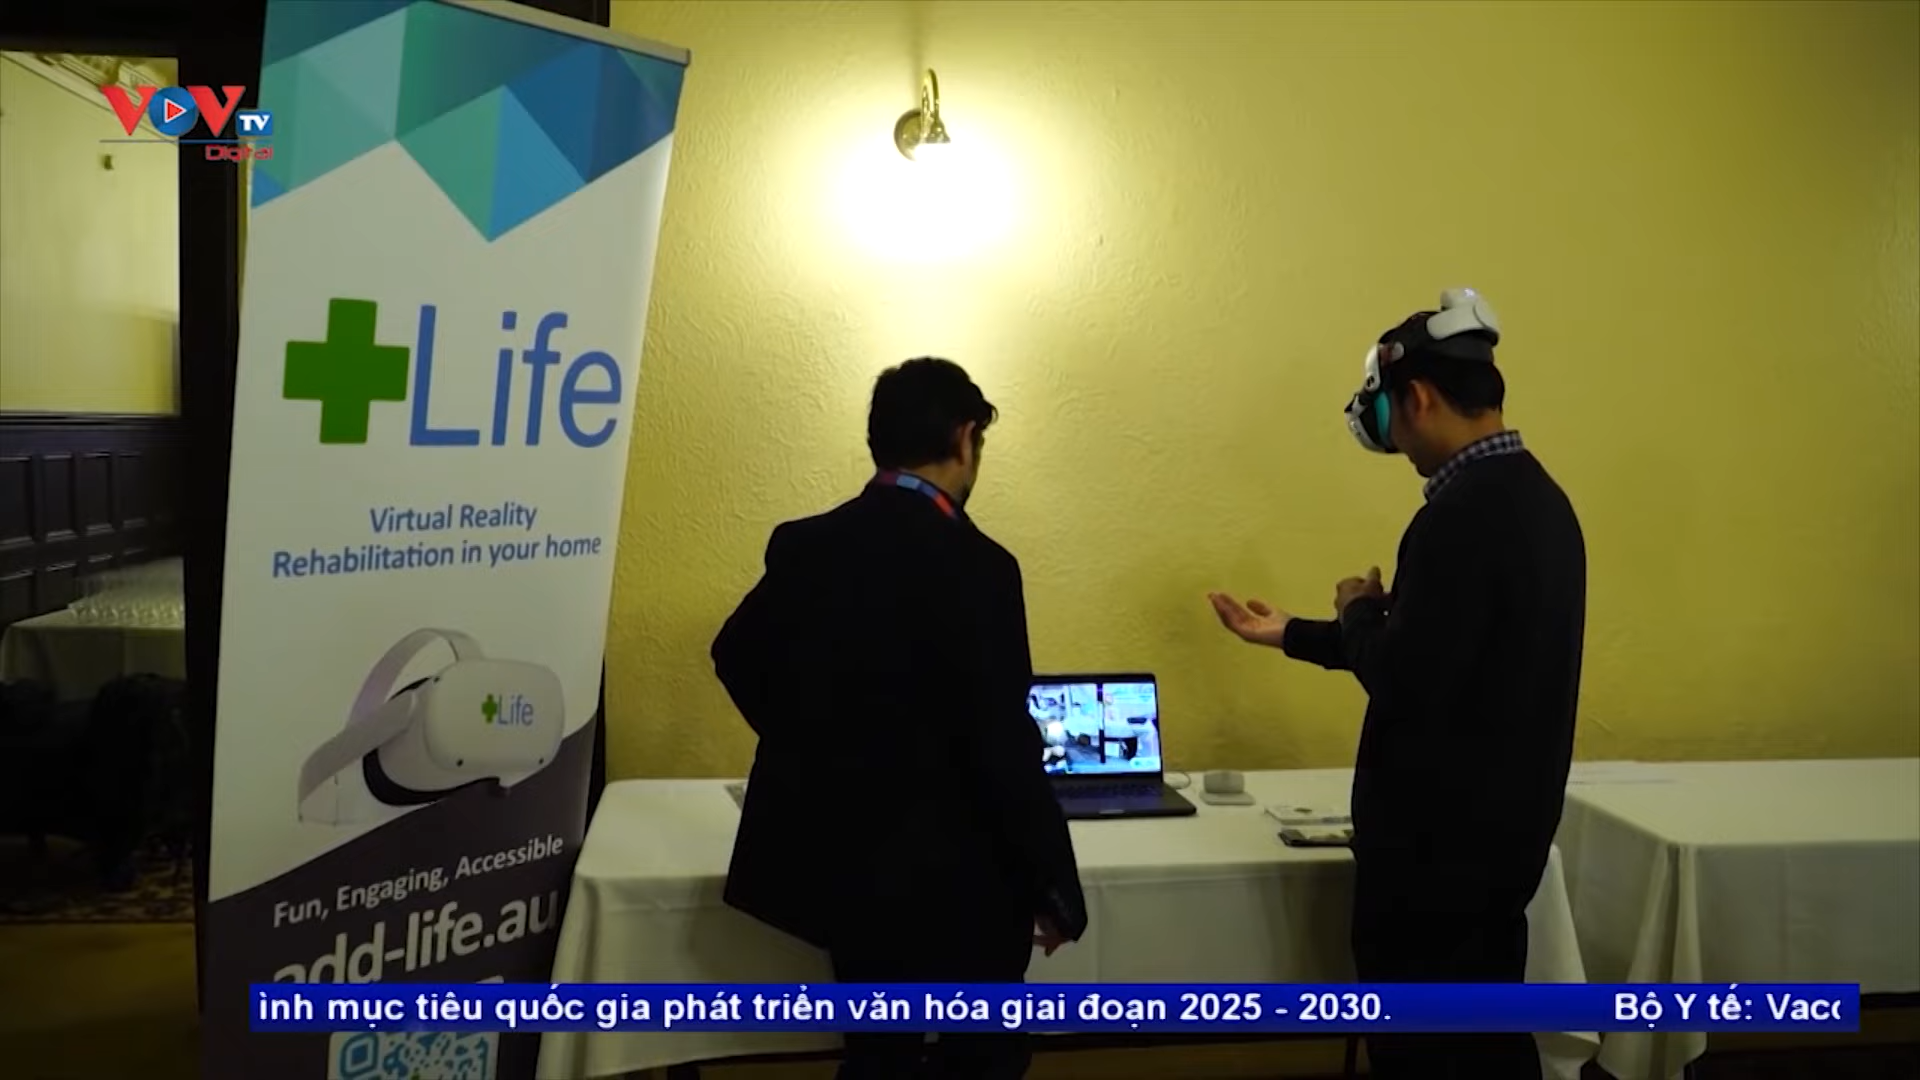 VOV TV
Digital
Life
Virtual Reality
Rehabilitation in your home
Life
Fun, Engaging, Accessible
add-life.au
ình mục tiêu quốc gia phát triển văn hóa giai đoạn 2025 - 2030.
Bộ Y tế: Vacc